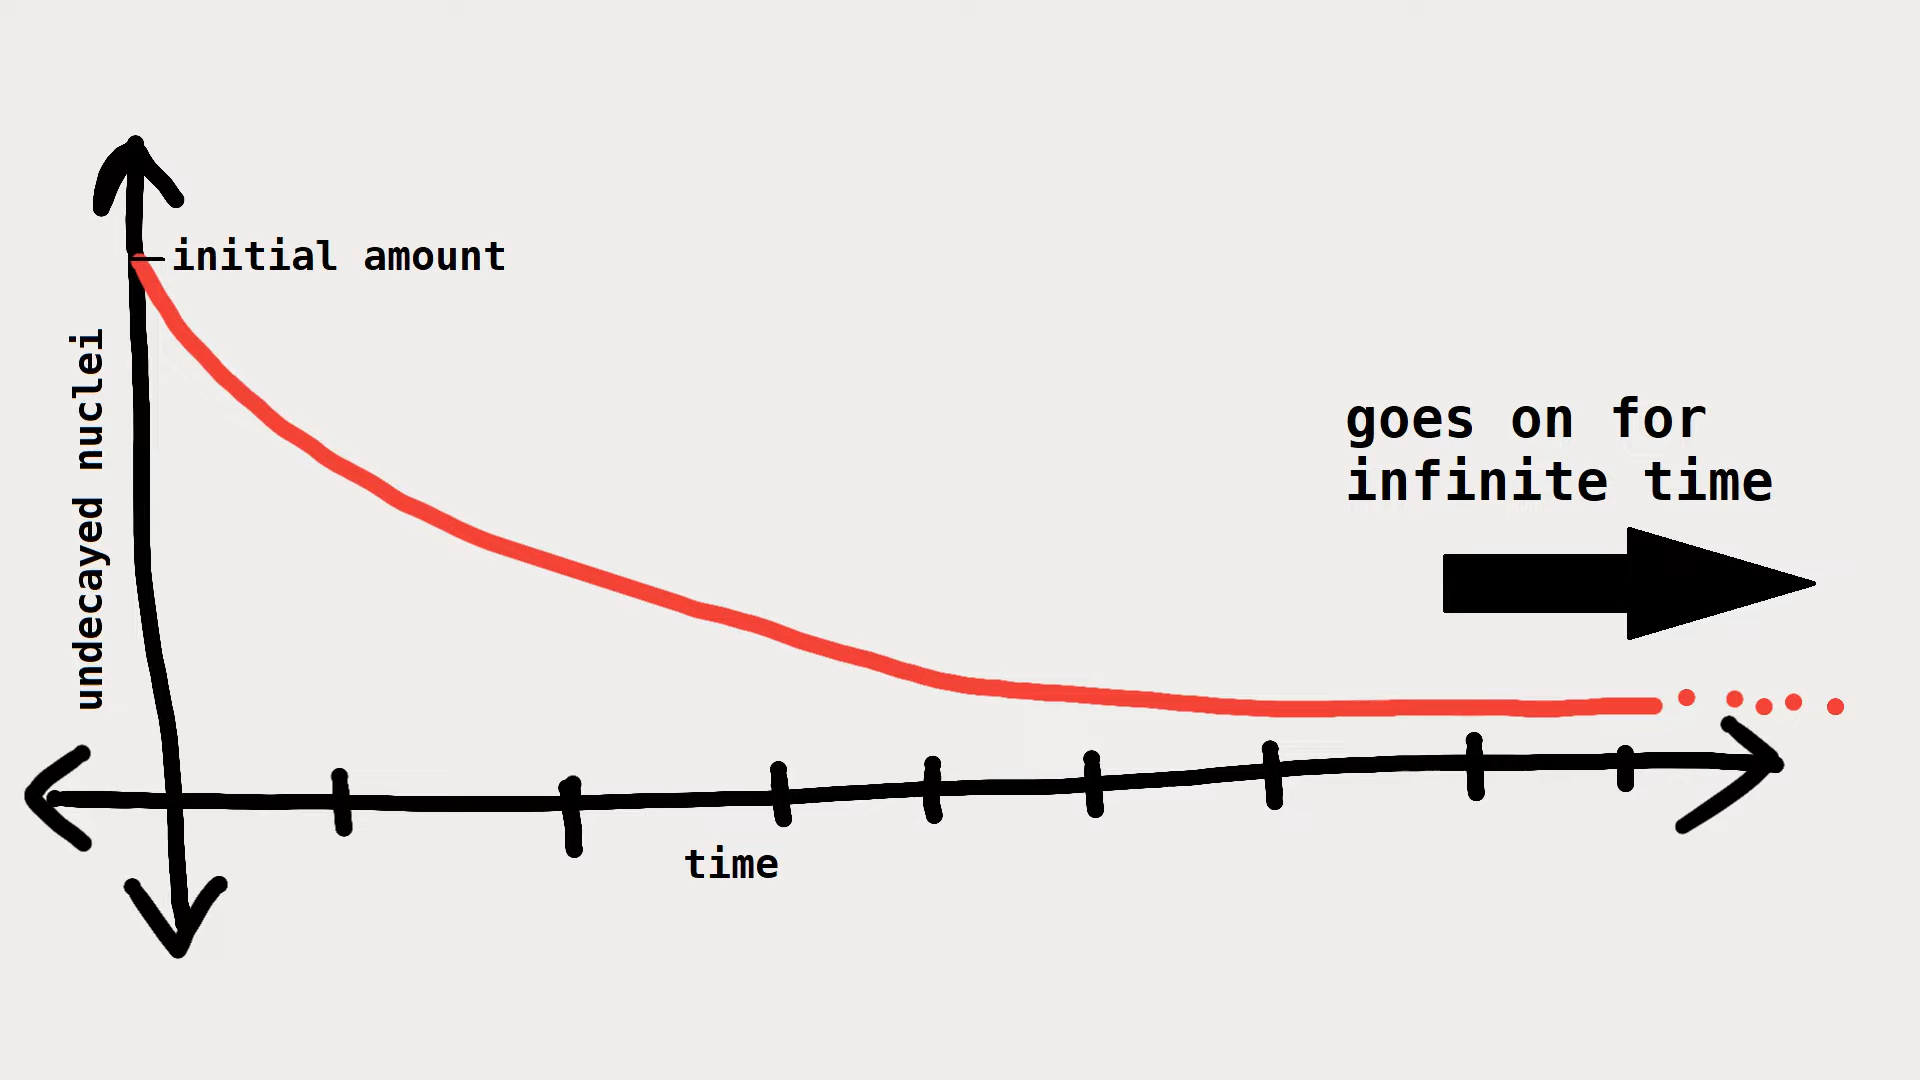 initial amount
undecayed nuclei
goes on for
infinite time
time